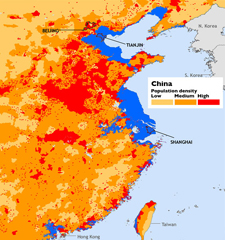 N. Korea
BEIJING
TIANJIN
S. Korea
China
Population density
Low Medium High
SHANGHAI
Taiwan
Hong Kong